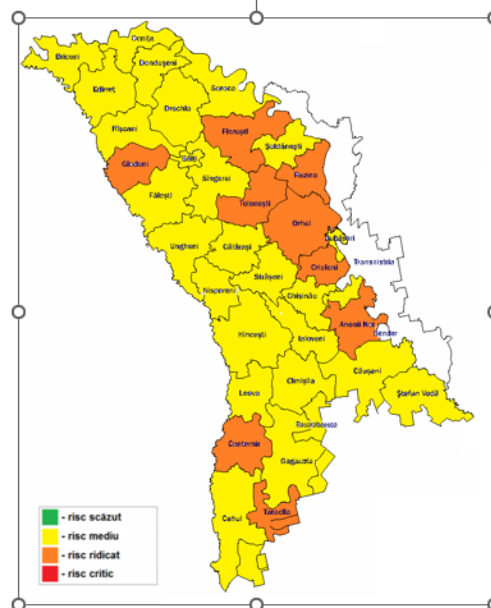 Ocnița
Briceni
Dondușeni
Edineț
Soroca
Drochia
Rîșcani
Florești
Șoldănești
Glodeni
Bălți
Sîngerei
Rezina
Fălești
Telenești
Orhei
Ungheni
Călărași
Dubăsari
Transnistria
Criuleni
Strășeni
Nisporeni
Chișinău
Anenii Noi
Bender
Hîncești
Ialoveni
Căușeni
Cimișlia
Leova
Ștefan Vodă
Basarabeasca
Cantemir
Gagauzia
Taraclia
Cahul
- risc scăzut
- risc mediu
- risc ridicat
- risc critic